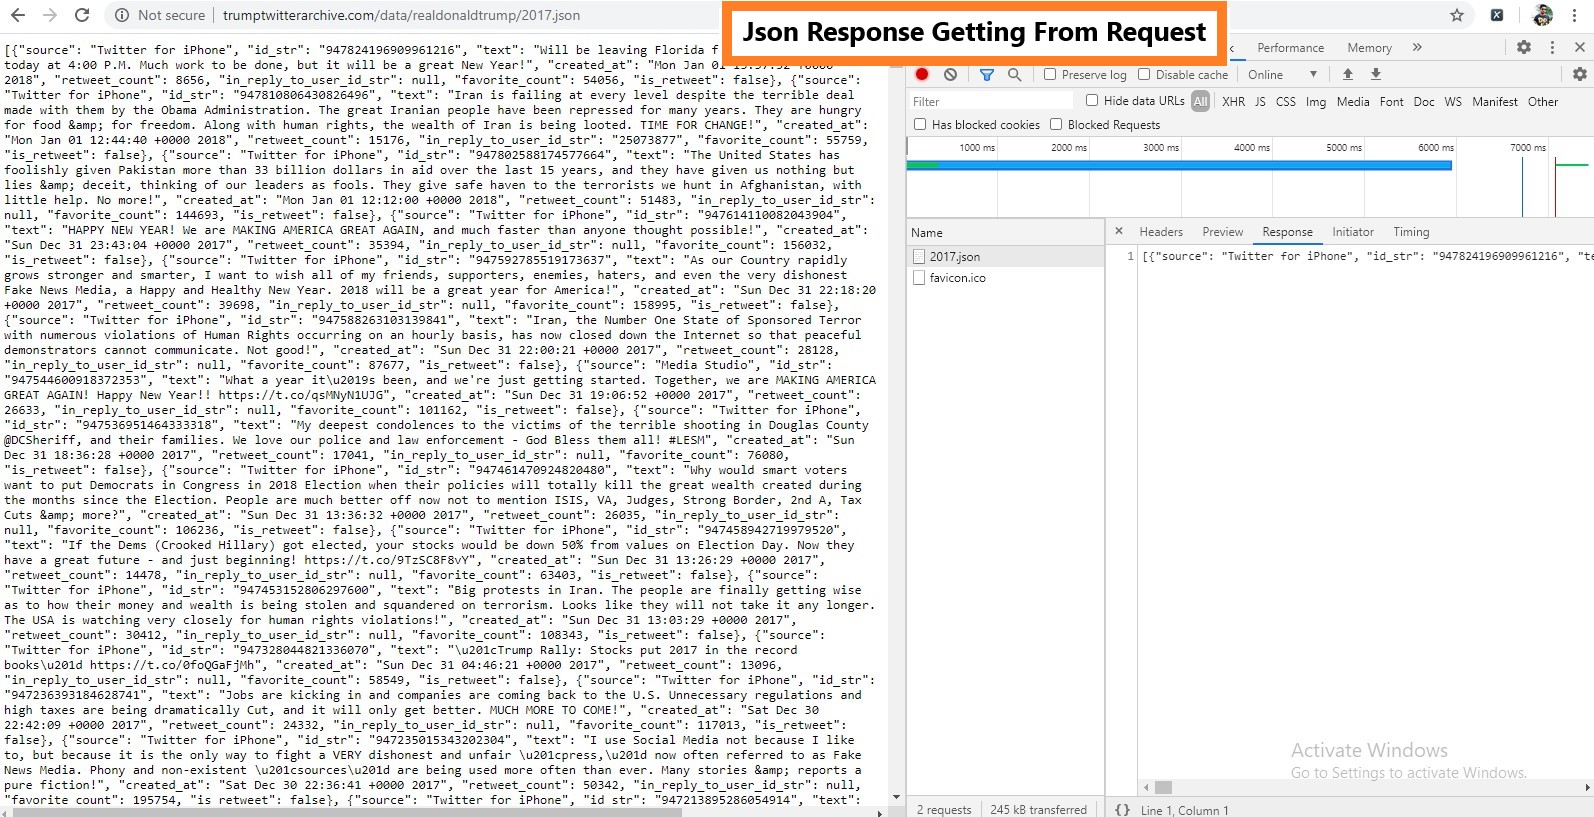 Not secure | trumptwitterarchive.com/data/realdonaldtrump/2017.json
Json Response Getting From Request
[{"source": "Twitter for iPhone", "id_str": "947824196909961216", "text": "Will be leaving Florida f
today at 4:00 P.M. Much work to be done, but it will be a great New Year!", "created_at": "Mon Jan 01
2018", "retweet_count": 8656, "in_reply_to_user_id_str": null, "favorite_count": 54056, "is_retweet": false}, {"source":
"Twitter for iPhone", "id_str": "947810806430826496", "text": "Iran is failing at every level despite the terrible deal
made with them by the Obama Administration. The great Iranian people have been repressed for many years. They are hungry
for food &amp; for freedom. Along with human rights, the wealth of Iran is being looted. TIME FOR CHANGE!", "created_at":
"Mon Jan 01 12:44:40 +0000 2018", "retweet_count": 15176, "in_reply_to_user_id_str": "25073877", "favorite_count": 55759,
"is_retweet": false}, {"source": "Twitter for iPhone", "id_str": "947802588174577664", "text": "The United States has
foolishly given Pakistan more than 33 billion dollars in aid over the last 15 years, and they have given us nothing but
lies &amp; deceit, thinking of our leaders as fools. They give safe haven to the terrorists we hunt in Afghanistan, with
little help. No more!", "created_at": "Mon Jan 01 12:12:00 +0000 2018", "retweet_count": 51483, "in_reply_to_user_id_str":
null, "favorite_count": 144693, "is_retweet": false}, {"source": "Twitter for iPhone", "id_str": "947614110082043904",
"text": "HAPPY NEW YEAR! We are MAKING AMERICA GREAT AGAIN, and much faster than anyone thought possible!", "created_at":
"Sun Dec 31 23:43:04 +0000 2017", "retweet_count": 35394, "in_reply_to_user_id_str": null, "favorite_count": 156032,
"is_retweet": false}, {"source": "Twitter for iPhone", "id_str": "947592785519173637", "text": "As our Country rapidly
grows stronger and smarter, I want to wish all of my friends, supporters, enemies, haters, and even the very dishonest
Fake News Media, a Happy and Healthy New Year. 2018 will be a great year for America!", "created_at": "Sun Dec 31 22:18:20
+0000 2017", "retweet_count": 39698, "in_reply_to_user_id_str": null, "favorite_count": 158995, "is_retweet": false},
{"source": "Twitter for iPhone", "id_str": "947588263103139841", "text": "Iran, the Number One State of Sponsored Terror
with numerous violations of Human Rights occurring on an hourly basis, has now closed down the Internet so that peaceful
demonstrators cannot communicate. Not good!", "created_at": "Sun Dec 31 22:00:21 +0000 2017", "retweet_count": 28128,
"in_reply_to_user_id_str": null, "favorite_count": 87677, "is_retweet": false}, {"source": "Media Studio", "id_str":
"947544600918372353", "text": "What a year it\u2019s been, and we're just getting started. Together, we are MAKING AMERICA
GREAT AGAIN! Happy New Year!! https://t.co/qsMNyN1UJG", "created_at": "Sun Dec 31 19:06:52 +0000 2017", "retweet_count":
26633, "in_reply_to_user_id_str": null, "favorite_count": 101162, "is_retweet": false}, {"source": "Twitter for iPhone",
"id_str": "947536951464333318", "text": "My deepest condolences to the victims of the terrible shooting in Douglas County
@DCSheriff, and their families. We love our police and law enforcement - God Bless them all! #LESM", "created_at": "Sun
Dec 31 18:36:28 +0000 2017", "retweet_count": 17041, "in_reply_to_user_id_str": null, "favorite_count": 76080,
"is_retweet": false}, {"source": "Twitter for iPhone", "id_str": "947461470924820480", "text": "Why would smart voters
want to put Democrats in Congress in 2018 Election when their policies will totally kill the great wealth created during
the months since the Election. People are much better off now not to mention ISIS, VA, Judges, Strong Border, 2nd A, Tax
Cuts &amp; more?", "created_at": "Sun Dec 31 13:36:32 +0000 2017", "retweet_count": 26035, "in_reply_to_user_id_str":
null, "favorite_count": 106236, "is_retweet": false}, {"source": "Twitter for iPhone", "id_str": "947458942719979520",
"text": "If the Dems (Crooked Hillary) got elected, your stocks would be down 50% from values on Election Day. Now they
have a great future - and just beginning! https://t.co/9TzSC8F8vY", "created_at": "Sun Dec 31 13:26:29 +0000 2017",
"retweet_count": 14478, "in_reply_to_user_id_str": null, "favorite_count": 63403, "is_retweet": false}, {"source":
"Twitter for iPhone", "id_str": "947453152806297600", "text": "Big protests in Iran. The people are finally getting wise
as to how their money and wealth is being stolen and squandered on terrorism. Looks like they will not take it any longer.
The USA is watching very closely for human rights violations!", "created_at": "Sun Dec 31 13:03:29 +0000 2017",
"retweet_count": 30412, "in_reply_to_user_id_str": null, "favorite_count": 108343, "is_retweet": false}, {"source":
"Twitter for iPhone", "id_str": "947328044821336070", "text": "\u201cTrump Rally: Stocks put 2017 in the record
books\u201d https://t.co/0foQGaFjMh", "created_at": "Sun Dec 31 04:46:21 +0000 2017", "retweet_count": 13096,
"in_reply_to_user_id_str": null, "favorite_count": 58549, "is_retweet": false}, {"source": "Twitter for iPhone", "id_str":
"947236393184628741", "text": "Jobs are kicking in and companies are coming back to the U.S. Unnecessary regulations and
high taxes are being dramatically Cut, and it will only get better. MUCH MORE TO COME!", "created_at": "Sat Dec 30
22:42:09 +0000 2017", "retweet_count": 24332, "in_reply_to_user_id_str": null, "favorite_count": 117013, "is_retweet":
false}, {"source": "Twitter for iPhone", "id_str": "947235015343202304", "text": "I use Social Media not because I like
to, but because it is the only way to fight a VERY dishonest and unfair \u201cpress,\u201d now often referred to as Fake
News Media. Phony and non-existent \u201csources\u201d are being used more often than ever. Many stories &amp; reports a
pure fiction!", "created_at": "Sat Dec 30 22:36:41 +0000 2017", "retweet_count": 50342, "in_reply_to_user_id_str":
null, "favorite_count": 195754, "is_retweet": false}, {"source": "Twitter for iPhone", "id_str": "947213895286054914", "text":
Performance Memory »
Preserve log Disable cache Online
Filter Hide data URLs All XHR JS CSS Img Media Font Doc WS Manifest Other
Has blocked cookies Blocked Requests
1000 ms 2000 ms 3000 ms 4000 ms 5000 ms 6000 ms 7000 ms
Name
2017.json
favicon.ico
× Headers Preview Response Initiator Timing
1 [{"source": "Twitter for iPhone", "id_str": "947824196909961216", "te
Activate Windows
Go to Settings to activate Windows.
2 requests 245 kB transferred
{} Line 1, Column 1